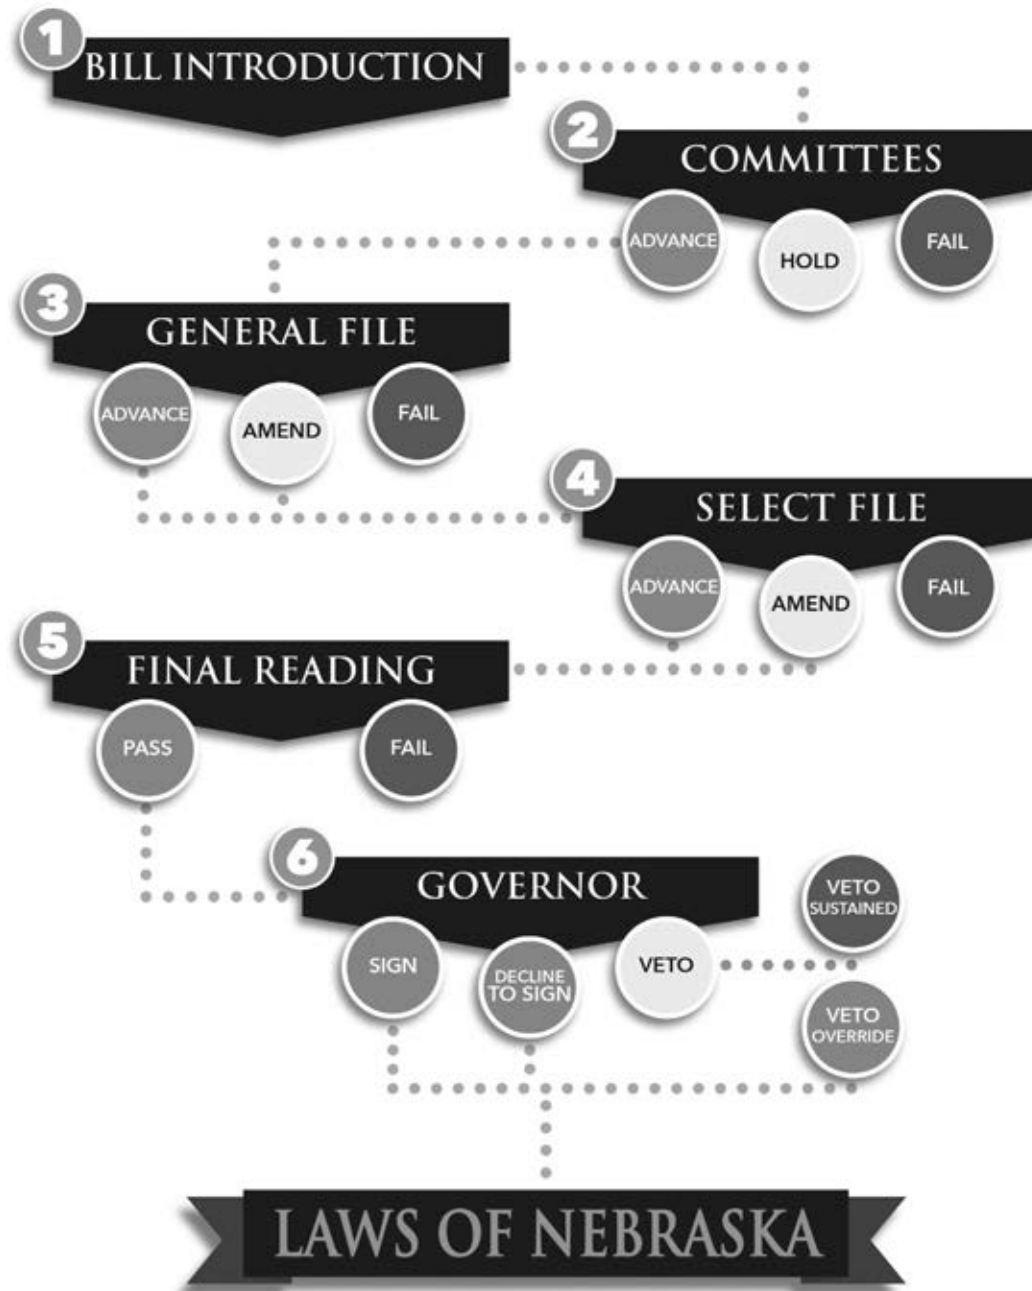 1
BILL INTRODUCTION
2
COMMITTEES
ADVANCE
HOLD
FAIL
3
GENERAL FILE
ADVANCE
AMEND
FAIL
4
SELECT FILE
ADVANCE
AMEND
FAIL
5
FINAL READING
PASS
FAIL
6
GOVERNOR
SIGN
DECLINE
TO SIGN
VETO
VETO
SUSTAINED
VETO
OVERRIDE
LAWS OF NEBRASKA